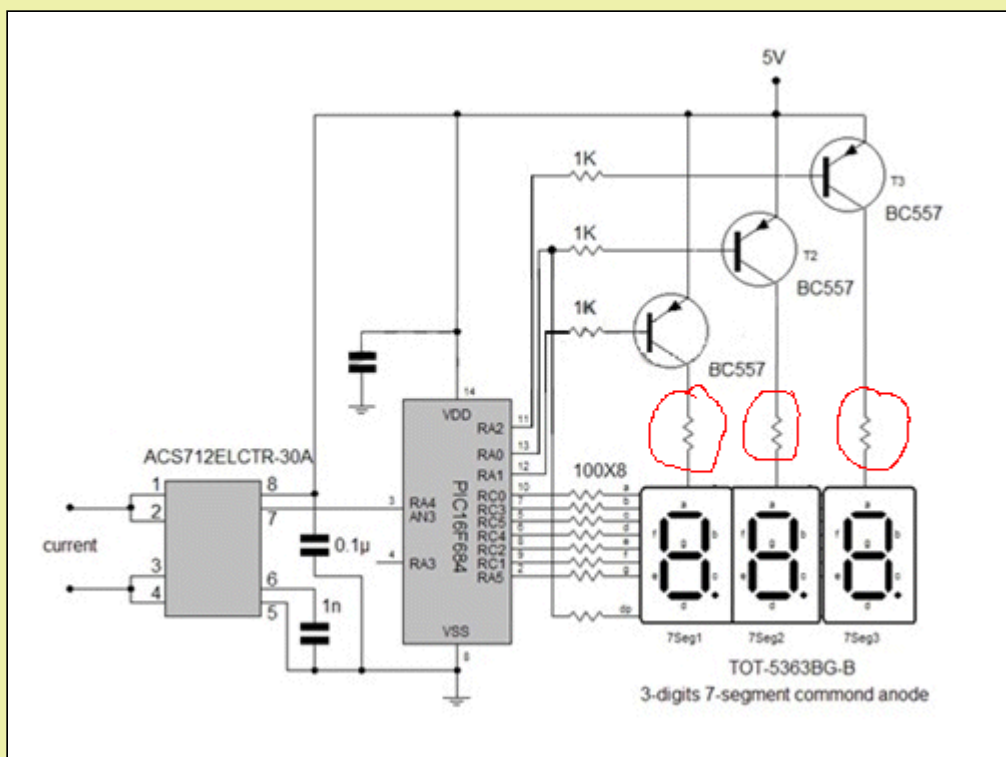 5V
1K
T3
BC557
1K
T2
BC557
1K
BC557
14
VDD
11
RA2
13
RA0
12
RA1
ACS712ELCTR-30A
100X8
1
8
2
7
3
RA4
AN3
PIC16F684
10
RC0
a
7
RC3
b
5
RC5
c
6
RC4
d
8
RC2
e
9
RC1
f
2
RA5
g
current
0.1µ
4
RA3
3
6
4
5
1n
VSS
dp
a
f
b
g
e
c
d
a
f
b
g
e
c
d
a
f
b
g
e
c
d
7Seg1
7Seg2
7Seg3
TOT-5363BG-B
3-digits 7-segment commond anode